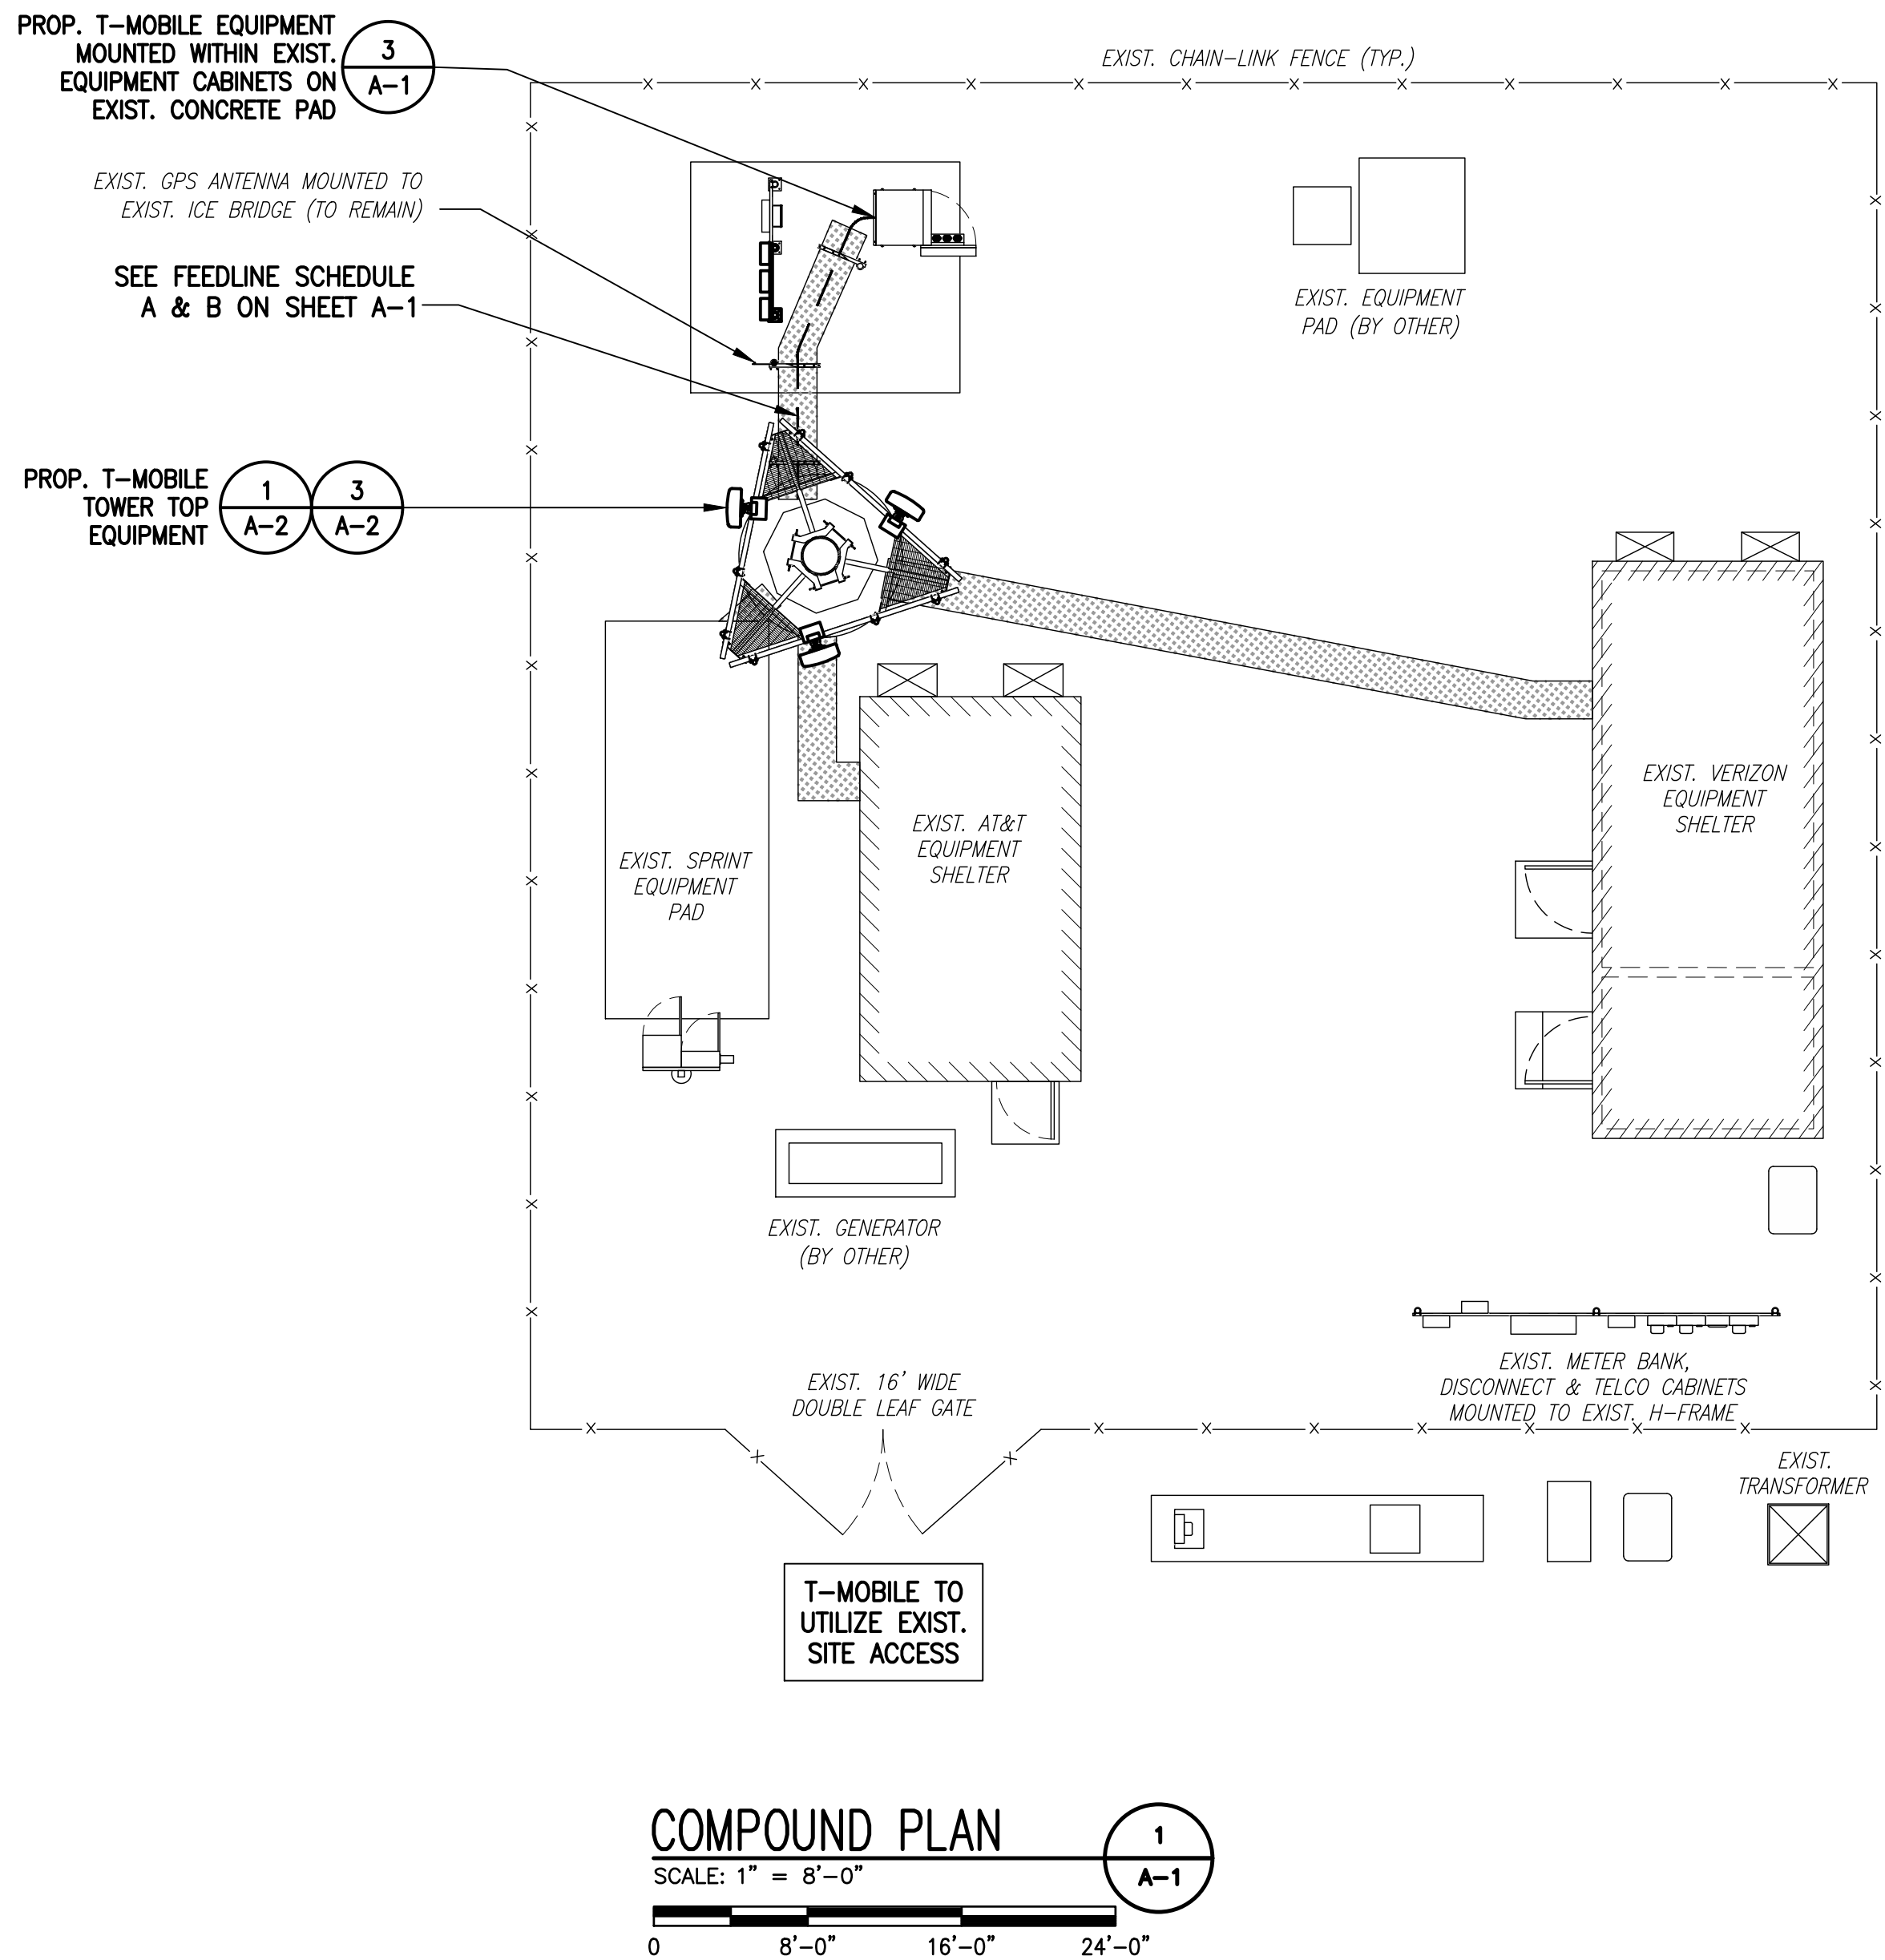 PROP. T-MOBILE EQUIPMENT
MOUNTED WITHIN EXIST.
EQUIPMENT CABINETS ON
EXIST. CONCRETE PAD
3
A-1
EXIST. CHAIN-LINK FENCE (TYP.)
EXIST. GPS ANTENNA MOUNTED TO
EXIST. ICE BRIDGE (TO REMAIN)
SEE FEEDLINE SCHEDULE
A & B ON SHEET A-1
EXIST. EQUIPMENT
PAD (BY OTHER)
PROP. T-MOBILE
TOWER TOP
EQUIPMENT
1
A-2
3
A-2
EXIST. VERIZON
EQUIPMENT
SHELTER
EXIST. AT&T
EQUIPMENT
SHELTER
EXIST. SPRINT
EQUIPMENT
PAD
EXIST. GENERATOR
(BY OTHER)
EXIST. METER BANK,
DISCONNECT & TELCO CABINETS
MOUNTED TO EXIST. H-FRAME
EXIST. 16' WIDE
DOUBLE LEAF GATE
EXIST.
TRANSFORMER
T-MOBILE TO
UTILIZE EXIST.
SITE ACCESS
COMPOUND PLAN
SCALE: 1" = 8'-0"
1
A-1
0 8'-0" 16'-0" 24'-0"